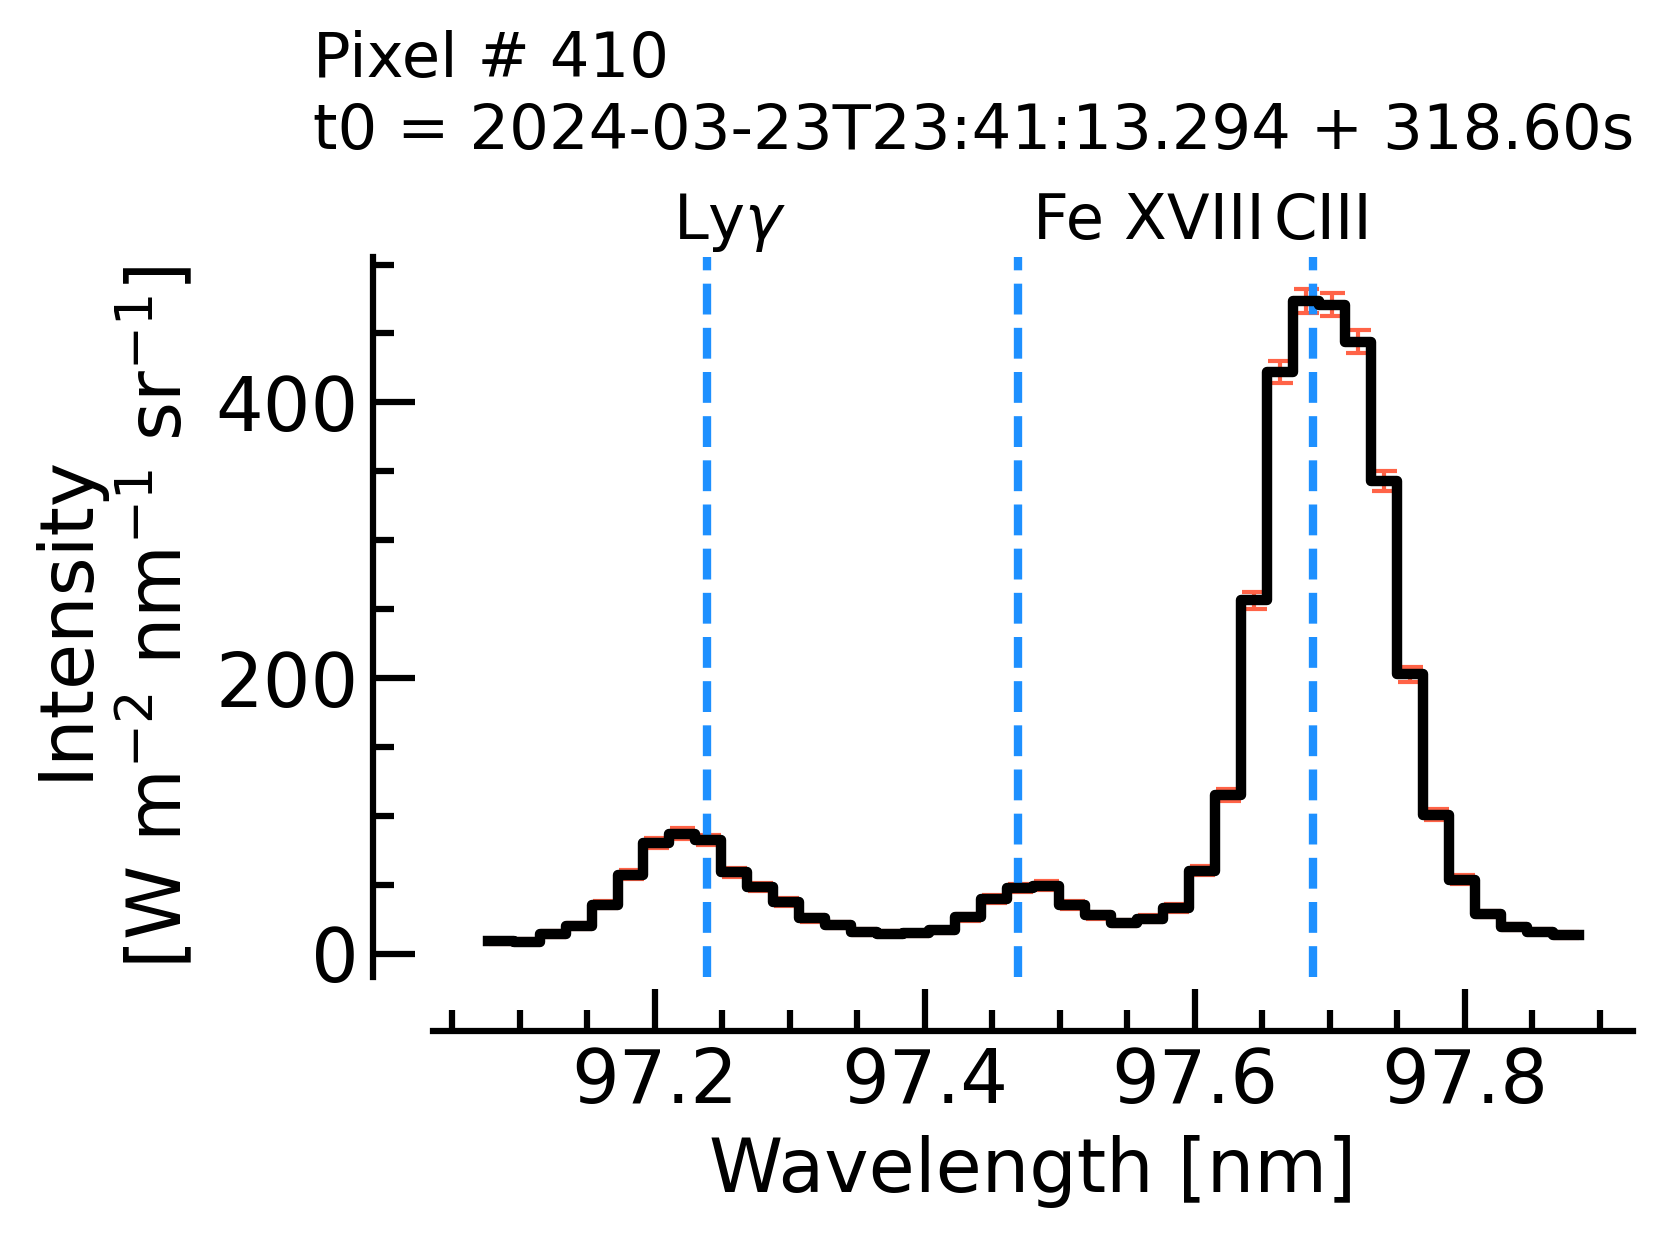 Pixel # 410
t0 = 2024-03-23T23:41:13.294 + 318.60s
Lyγ Fe XVIII CIII
Intensity
[W m⁻² nm⁻¹ sr⁻¹]
400
200
0
97.2 97.4 97.6 97.8
Wavelength [nm]